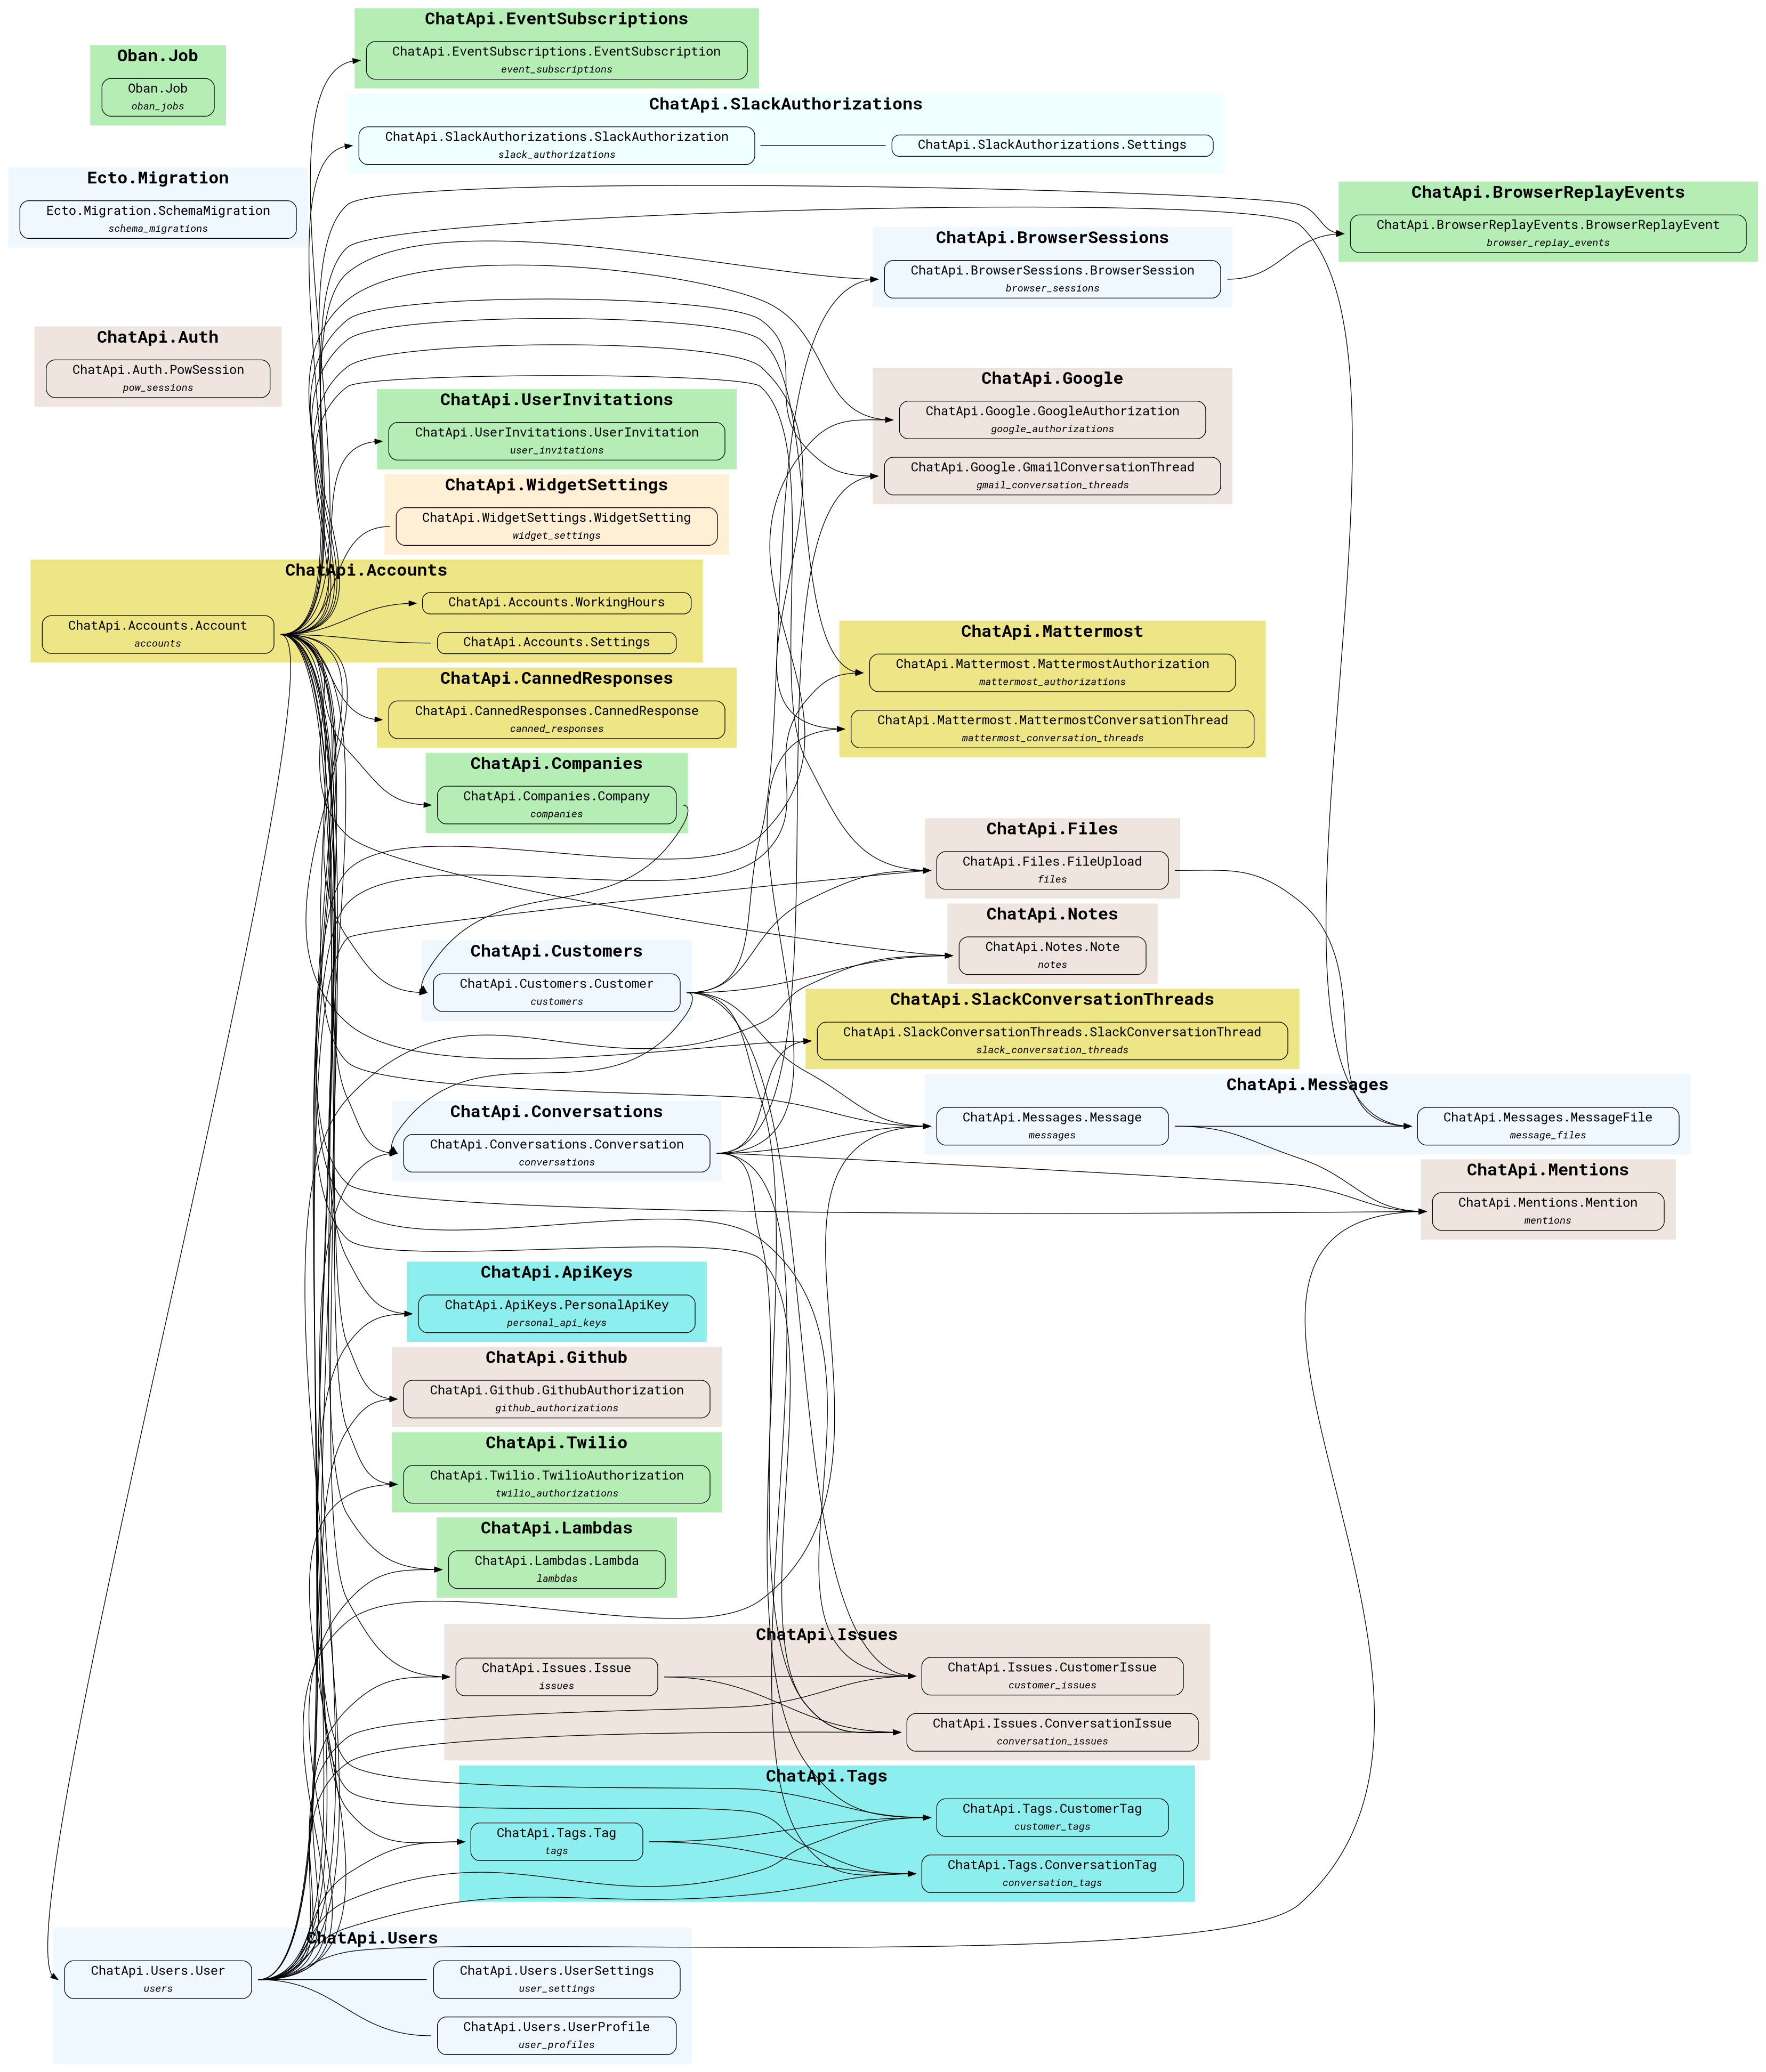 ChatApi.EventSubscriptions
ChatApi.EventSubscriptions.EventSubscription
event_subscriptions
Oban.Job
Oban.Job
oban_jobs
ChatApi.SlackAuthorizations
ChatApi.SlackAuthorizations.SlackAuthorization
slack_authorizations
ChatApi.SlackAuthorizations.Settings
Ecto.Migration
Ecto.Migration.SchemaMigration
schema_migrations
ChatApi.BrowserReplayEvents
ChatApi.BrowserReplayEvents.BrowserReplayEvent
browser_replay_events
ChatApi.BrowserSessions
ChatApi.BrowserSessions.BrowserSession
browser_sessions
ChatApi.Auth
ChatApi.Auth.PowSession
pow_sessions
ChatApi.Google
ChatApi.Google.GoogleAuthorization
google_authorizations
ChatApi.Google.GmailConversationThread
gmail_conversation_threads
ChatApi.UserInvitations
ChatApi.UserInvitations.UserInvitation
user_invitations
ChatApi.WidgetSettings
ChatApi.WidgetSettings.WidgetSetting
widget_settings
ChatApi.Accounts
ChatApi.Accounts.Account
accounts
ChatApi.Accounts.WorkingHours
ChatApi.Accounts.Settings
ChatApi.Mattermost
ChatApi.Mattermost.MattermostAuthorization
mattermost_authorizations
ChatApi.Mattermost.MattermostConversationThread
mattermost_conversation_threads
ChatApi.CannedResponses
ChatApi.CannedResponses.CannedResponse
canned_responses
ChatApi.Companies
ChatApi.Companies.Company
companies
ChatApi.Files
ChatApi.Files.FileUpload
files
ChatApi.Notes
ChatApi.Notes.Note
notes
ChatApi.Customers
ChatApi.Customers.Customer
customers
ChatApi.SlackConversationThreads
ChatApi.SlackConversationThreads.SlackConversationThread
slack_conversation_threads
ChatApi.Messages
ChatApi.Messages.Message
messages
ChatApi.Messages.MessageFile
message_files
ChatApi.Conversations
ChatApi.Conversations.Conversation
conversations
ChatApi.Mentions
ChatApi.Mentions.Mention
mentions
ChatApi.ApiKeys
ChatApi.ApiKeys.PersonalApiKey
personal_api_keys
ChatApi.Github
ChatApi.Github.GithubAuthorization
github_authorizations
ChatApi.Twilio
ChatApi.Twilio.TwilioAuthorization
twilio_authorizations
ChatApi.Lambdas
ChatApi.Lambdas.Lambda
lambdas
ChatApi.Issues
ChatApi.Issues.Issue
issues
ChatApi.Issues.CustomerIssue
customer_issues
ChatApi.Issues.ConversationIssue
conversation_issues
ChatApi.Tags
ChatApi.Tags.Tag
tags
ChatApi.Tags.CustomerTag
customer_tags
ChatApi.Tags.ConversationTag
conversation_tags
ChatApi.Users
ChatApi.Users.User
users
ChatApi.Users.UserSettings
user_settings
ChatApi.Users.UserProfile
user_profiles